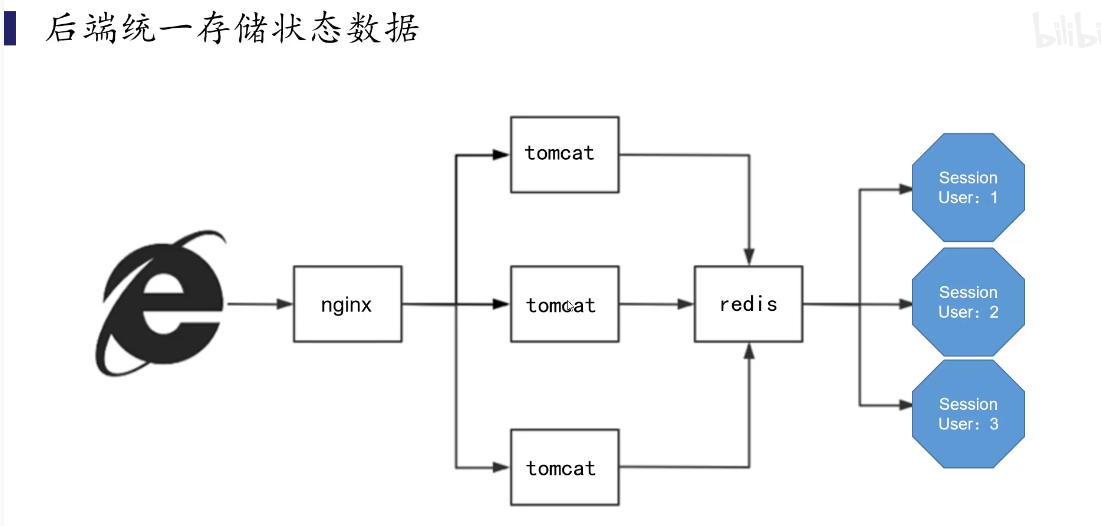 后端统一存储状态数据
bilibi
tomcat
nginx
tomcat
redis
tomcat
Session
User：1
Session
User：2
Session
User：3